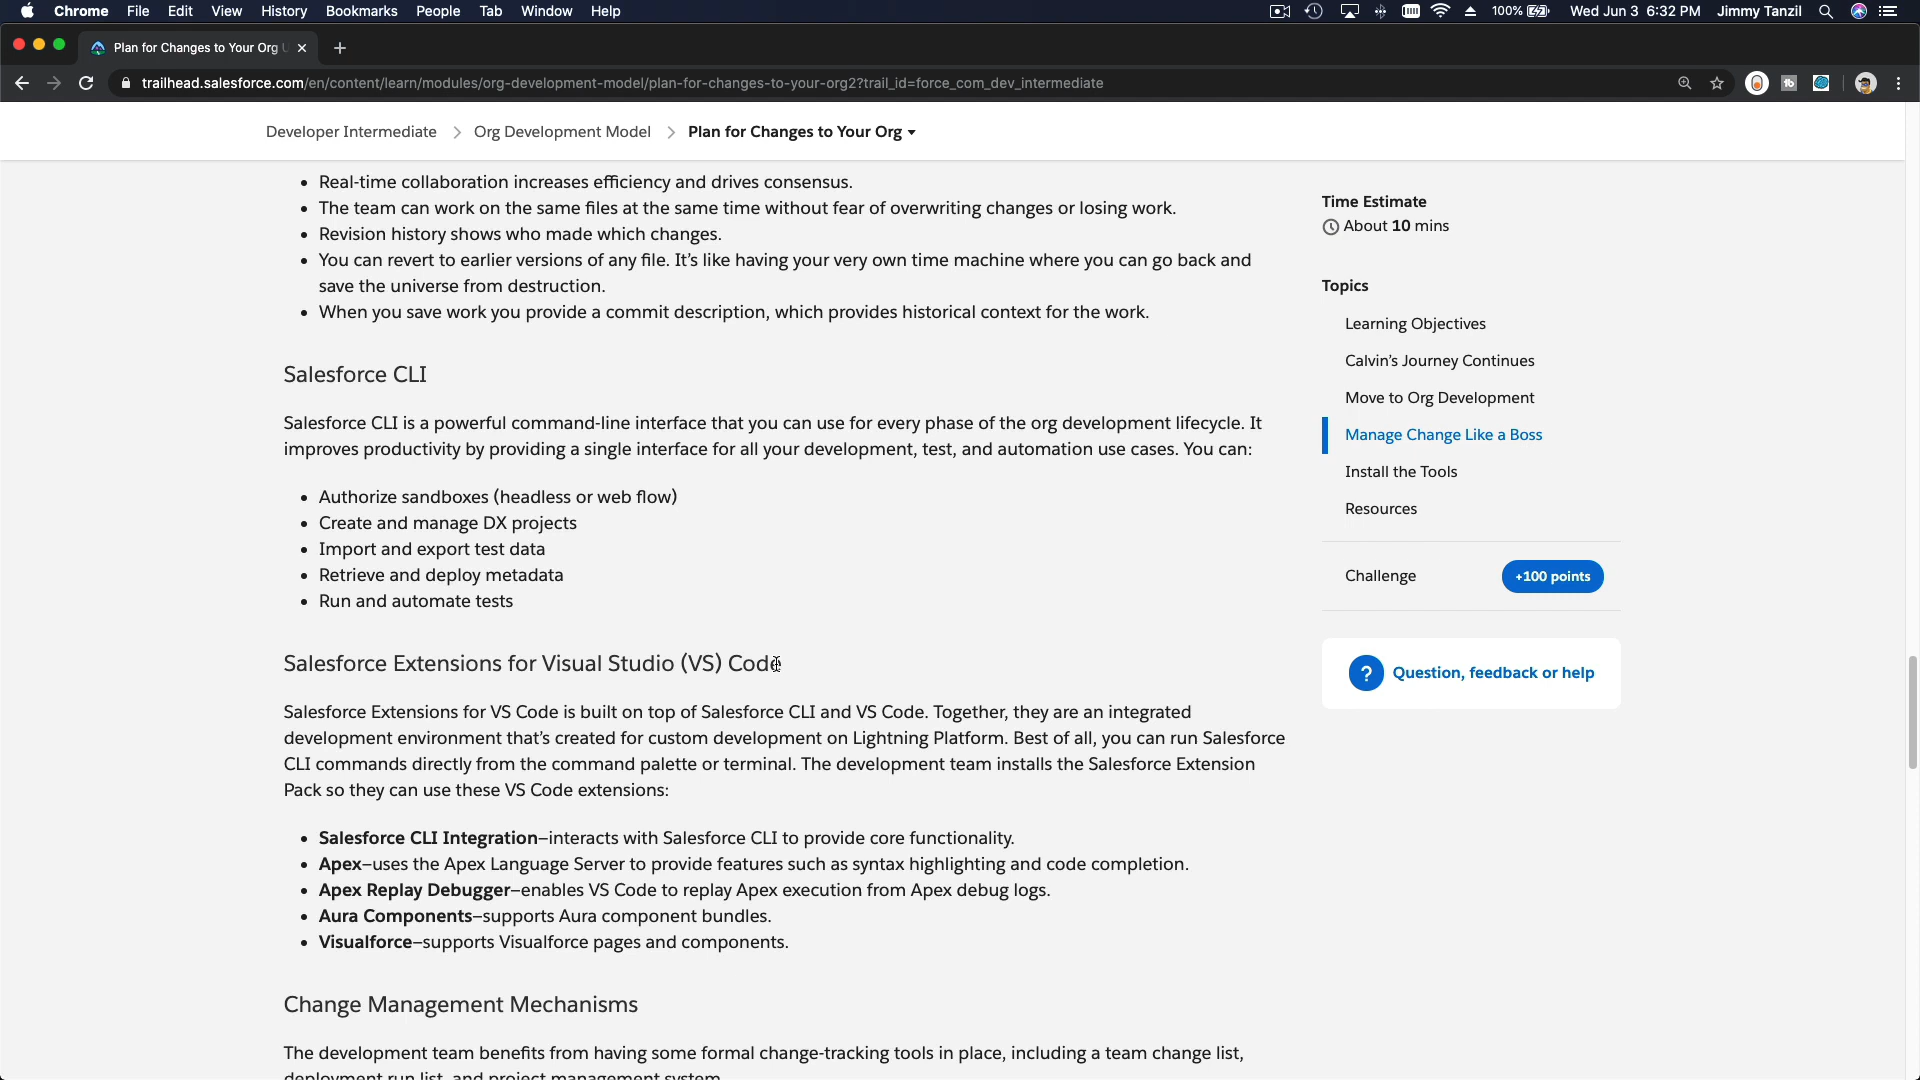 Chrome File Edit View History Bookmarks People Tab Window Help 100% Wed Jun 3 6:32 PM Jimmy Tanzil
Plan for Changes to Your Org U
trailhead.salesforce.com/en/content/learn/modules/org-development-model/plan-for-changes-to-your-org2?trail_id=force_com_dev_intermediate
Developer Intermediate > Org Development Model > Plan for Changes to Your Org
• Real-time collaboration increases efficiency and drives consensus.
• The team can work on the same files at the same time without fear of overwriting changes or losing work.
• Revision history shows who made which changes.
• You can revert to earlier versions of any file. It’s like having your very own time machine where you can go back and
save the universe from destruction.
• When you save work you provide a commit description, which provides historical context for the work.
Salesforce CLI
Salesforce CLI is a powerful command-line interface that you can use for every phase of the org development lifecycle. It
improves productivity by providing a single interface for all your development, test, and automation use cases. You can:
• Authorize sandboxes (headless or web flow)
• Create and manage DX projects
• Import and export test data
• Retrieve and deploy metadata
• Run and automate tests
Salesforce Extensions for Visual Studio (VS) Code
Salesforce Extensions for VS Code is built on top of Salesforce CLI and VS Code. Together, they are an integrated
development environment that’s created for custom development on Lightning Platform. Best of all, you can run Salesforce
CLI commands directly from the command palette or terminal. The development team installs the Salesforce Extension
Pack so they can use these VS Code extensions:
• Salesforce CLI Integration–interacts with Salesforce CLI to provide core functionality.
• Apex–uses the Apex Language Server to provide features such as syntax highlighting and code completion.
• Apex Replay Debugger–enables VS Code to replay Apex execution from Apex debug logs.
• Aura Components–supports Aura component bundles.
• Visualforce–supports Visualforce pages and components.
Change Management Mechanisms
The development team benefits from having some formal change-tracking tools in place, including a team change list,
deployment run list, and project management system.
Time Estimate
About 10 mins
Topics
Learning Objectives
Calvin’s Journey Continues
Move to Org Development
Manage Change Like a Boss
Install the Tools
Resources
Challenge +100 points
? Question, feedback or help